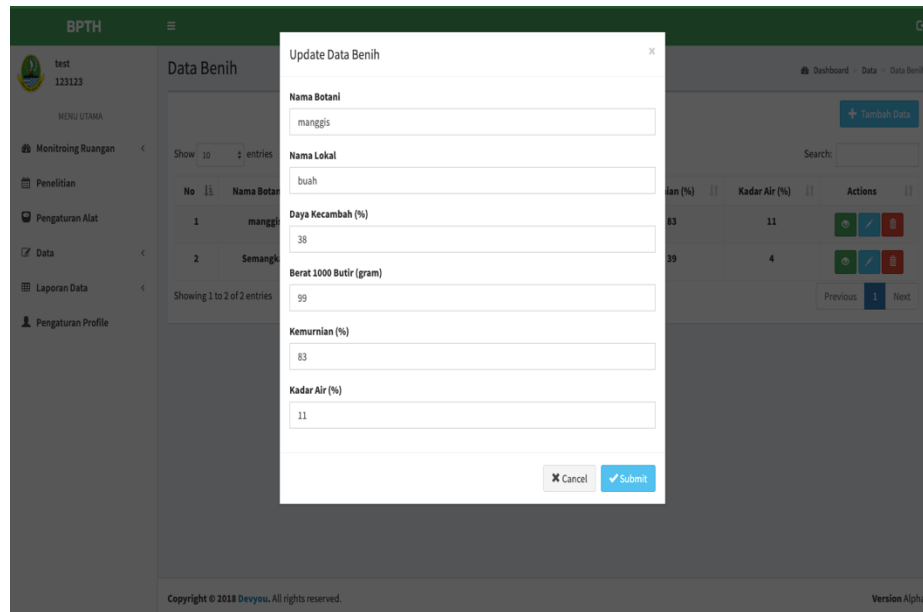 BPTH
test
123123
MENU UTAMA
Monitroing Ruangan
Penelitian
Pengaturan Alat
Data
Laporan Data
Pengaturan Profile
Data Benih
Dashboard > Data > Data Benih
Tambah Data
Show 10 entries
Search:
No Nama Botan
ian (%) Kadar Air (%) Actions
1 manggis 83 11
2 Semangk 39 4
Showing 1 to 2 of 2 entries
Previous 1 Next
Update Data Benih
×
Nama Botani
manggis
Nama Lokal
buah
Daya Kecambah (%)
38
Berat 1000 Butir (gram)
99
Kemurnian (%)
83
Kadar Air (%)
11
Cancel
Submit
Copyright © 2018 Devyou. All rights reserved.
Version Alpha